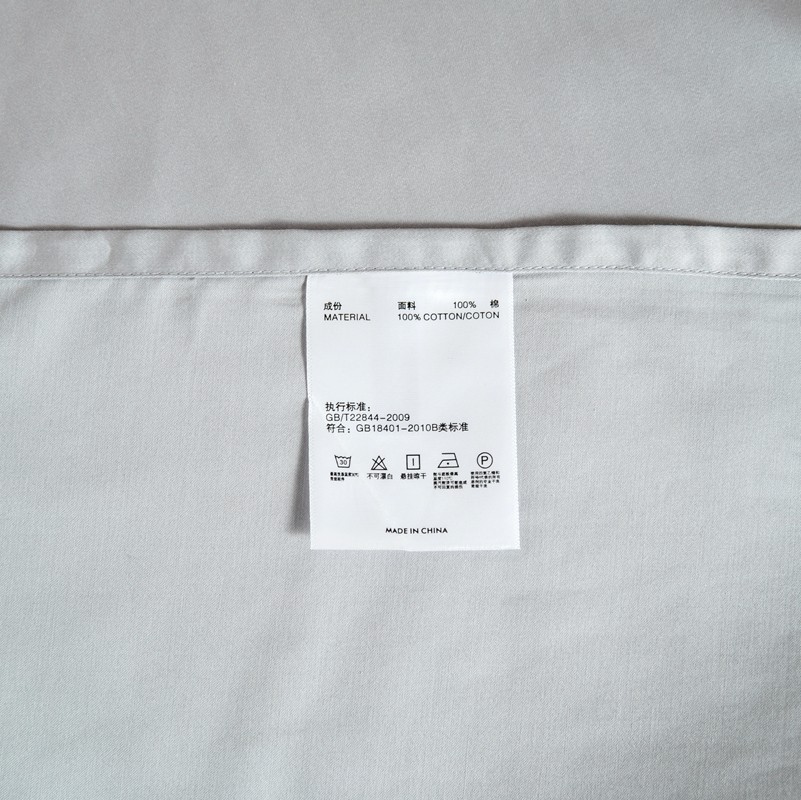 成份 面料 100% 棉
MATERIAL 100% COTTON/COTON
执行标准:
GB/T22844-2009
符合: GB18401-2010B类标准
30 P
不可漂白 悬挂晾干
MADE IN CHINA